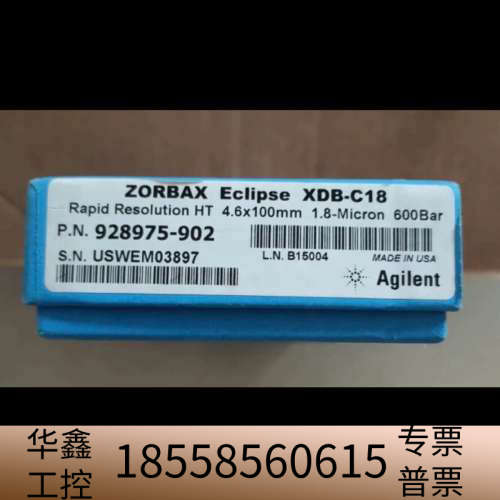 ZORBAX Eclipse XDB-C18
Rapid Resolution HT 4.6x100mm 1.8-Micron 600Bar
P.N. 928975-902
S.N. USWEM03897
L.N. B15004
MADE IN USA
Agilent
华鑫工控
18558560615
专票
普票